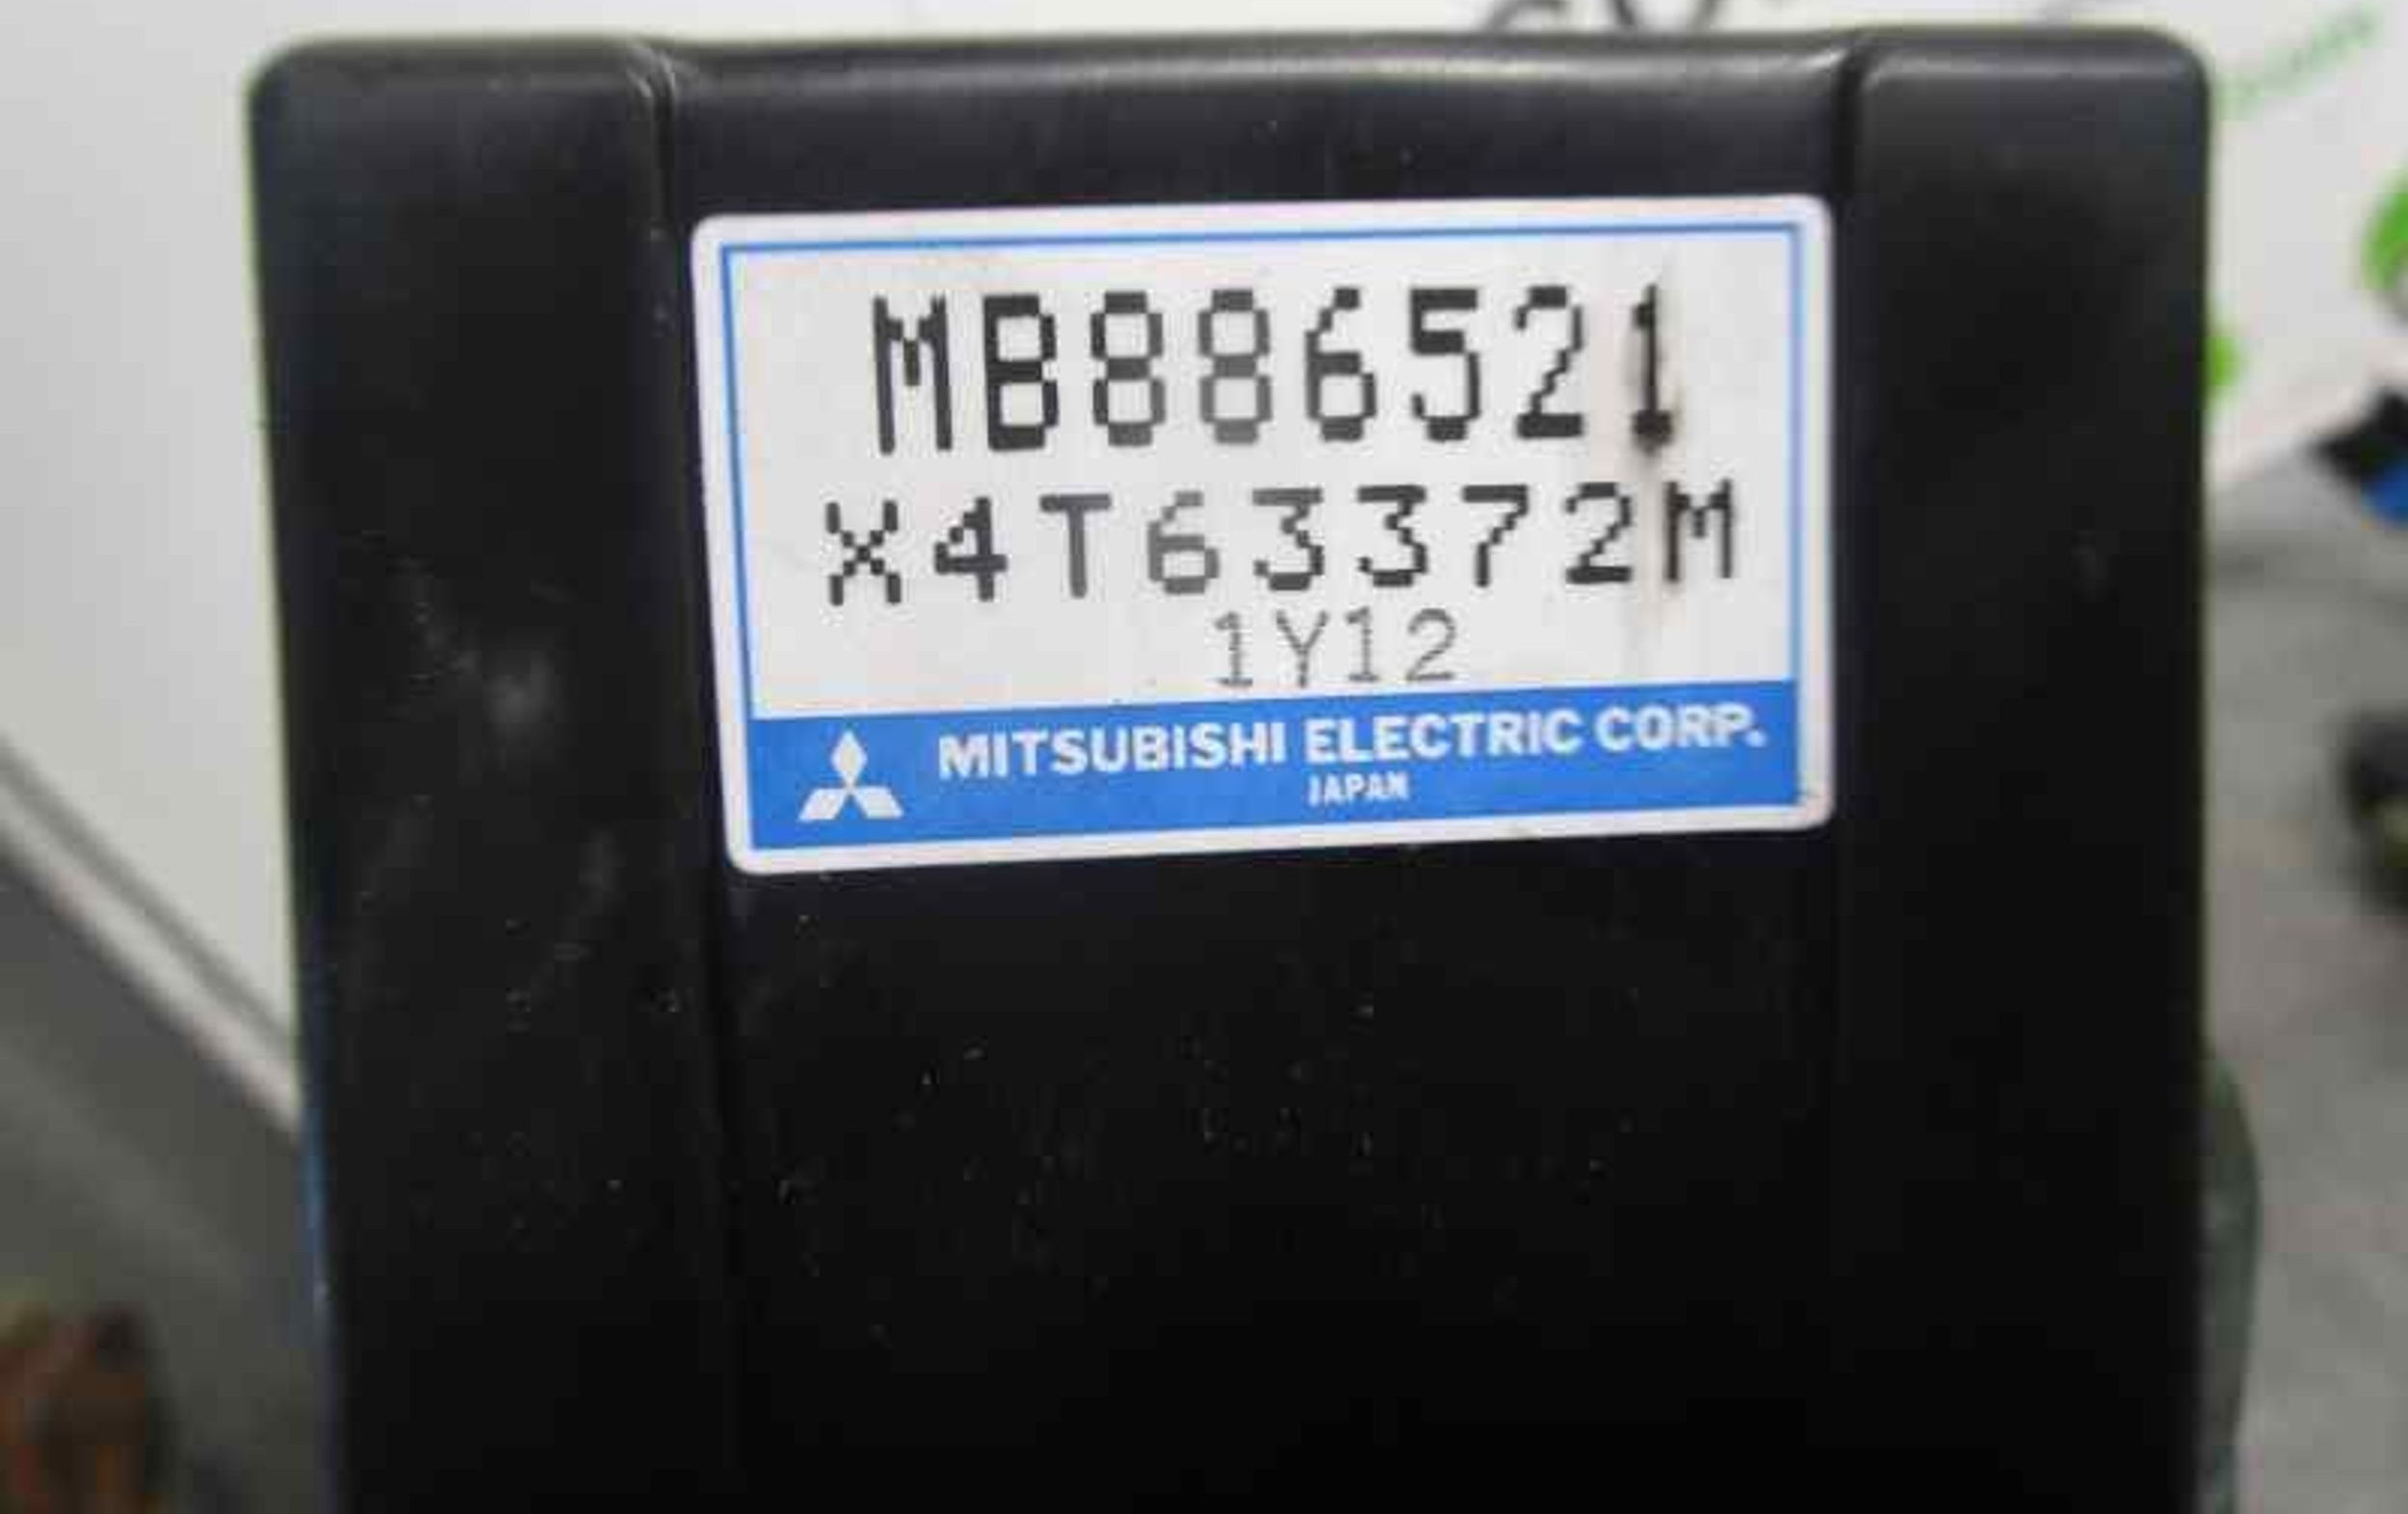 MB886521
X4T63372M
1Y12
MITSUBISHI ELECTRIC CORP.
JAPAN